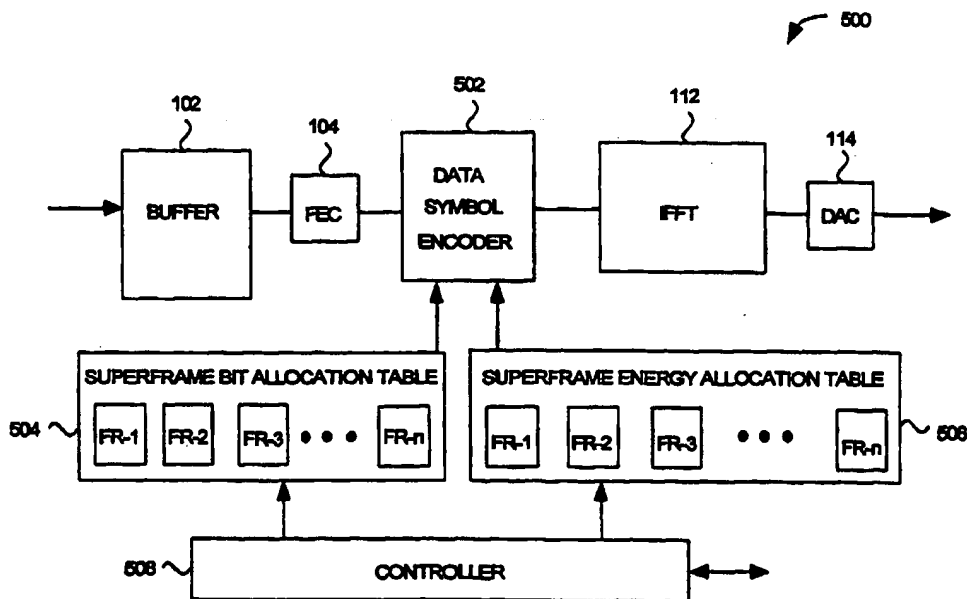 500
102
104
502
112
114
BUFFER
FEC
DATA
SYMBOL
ENCODER
IFFT
DAC
SUPERFRAME BIT ALLOCATION TABLE
FR-1 FR-2 FR-3 • • • FR-n
504
SUPERFRAME ENERGY ALLOCATION TABLE
FR-1 FR-2 FR-3 • • • FR-n
506
508
CONTROLLER